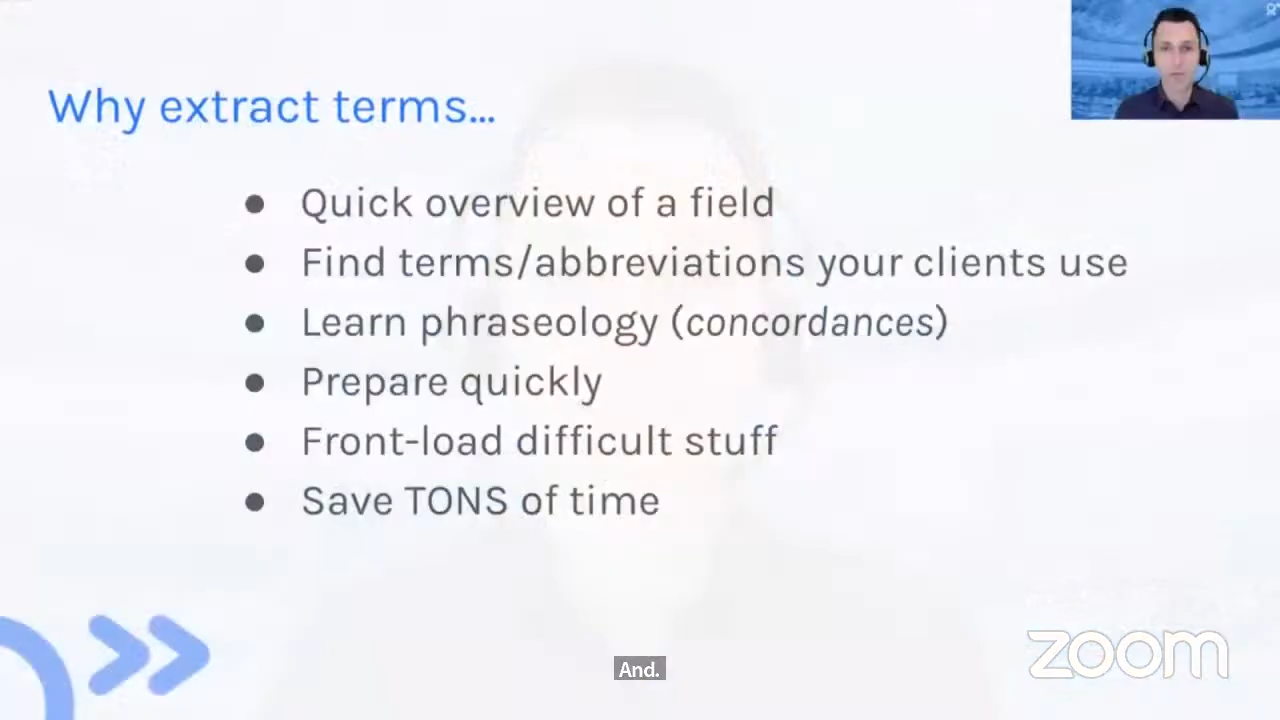 Why extract terms…
● Quick overview of a field
● Find terms/abbreviations your clients use
● Learn phraseology (concordances)
● Prepare quickly
● Front-load difficult stuff
● Save TONS of time
zoom
And.